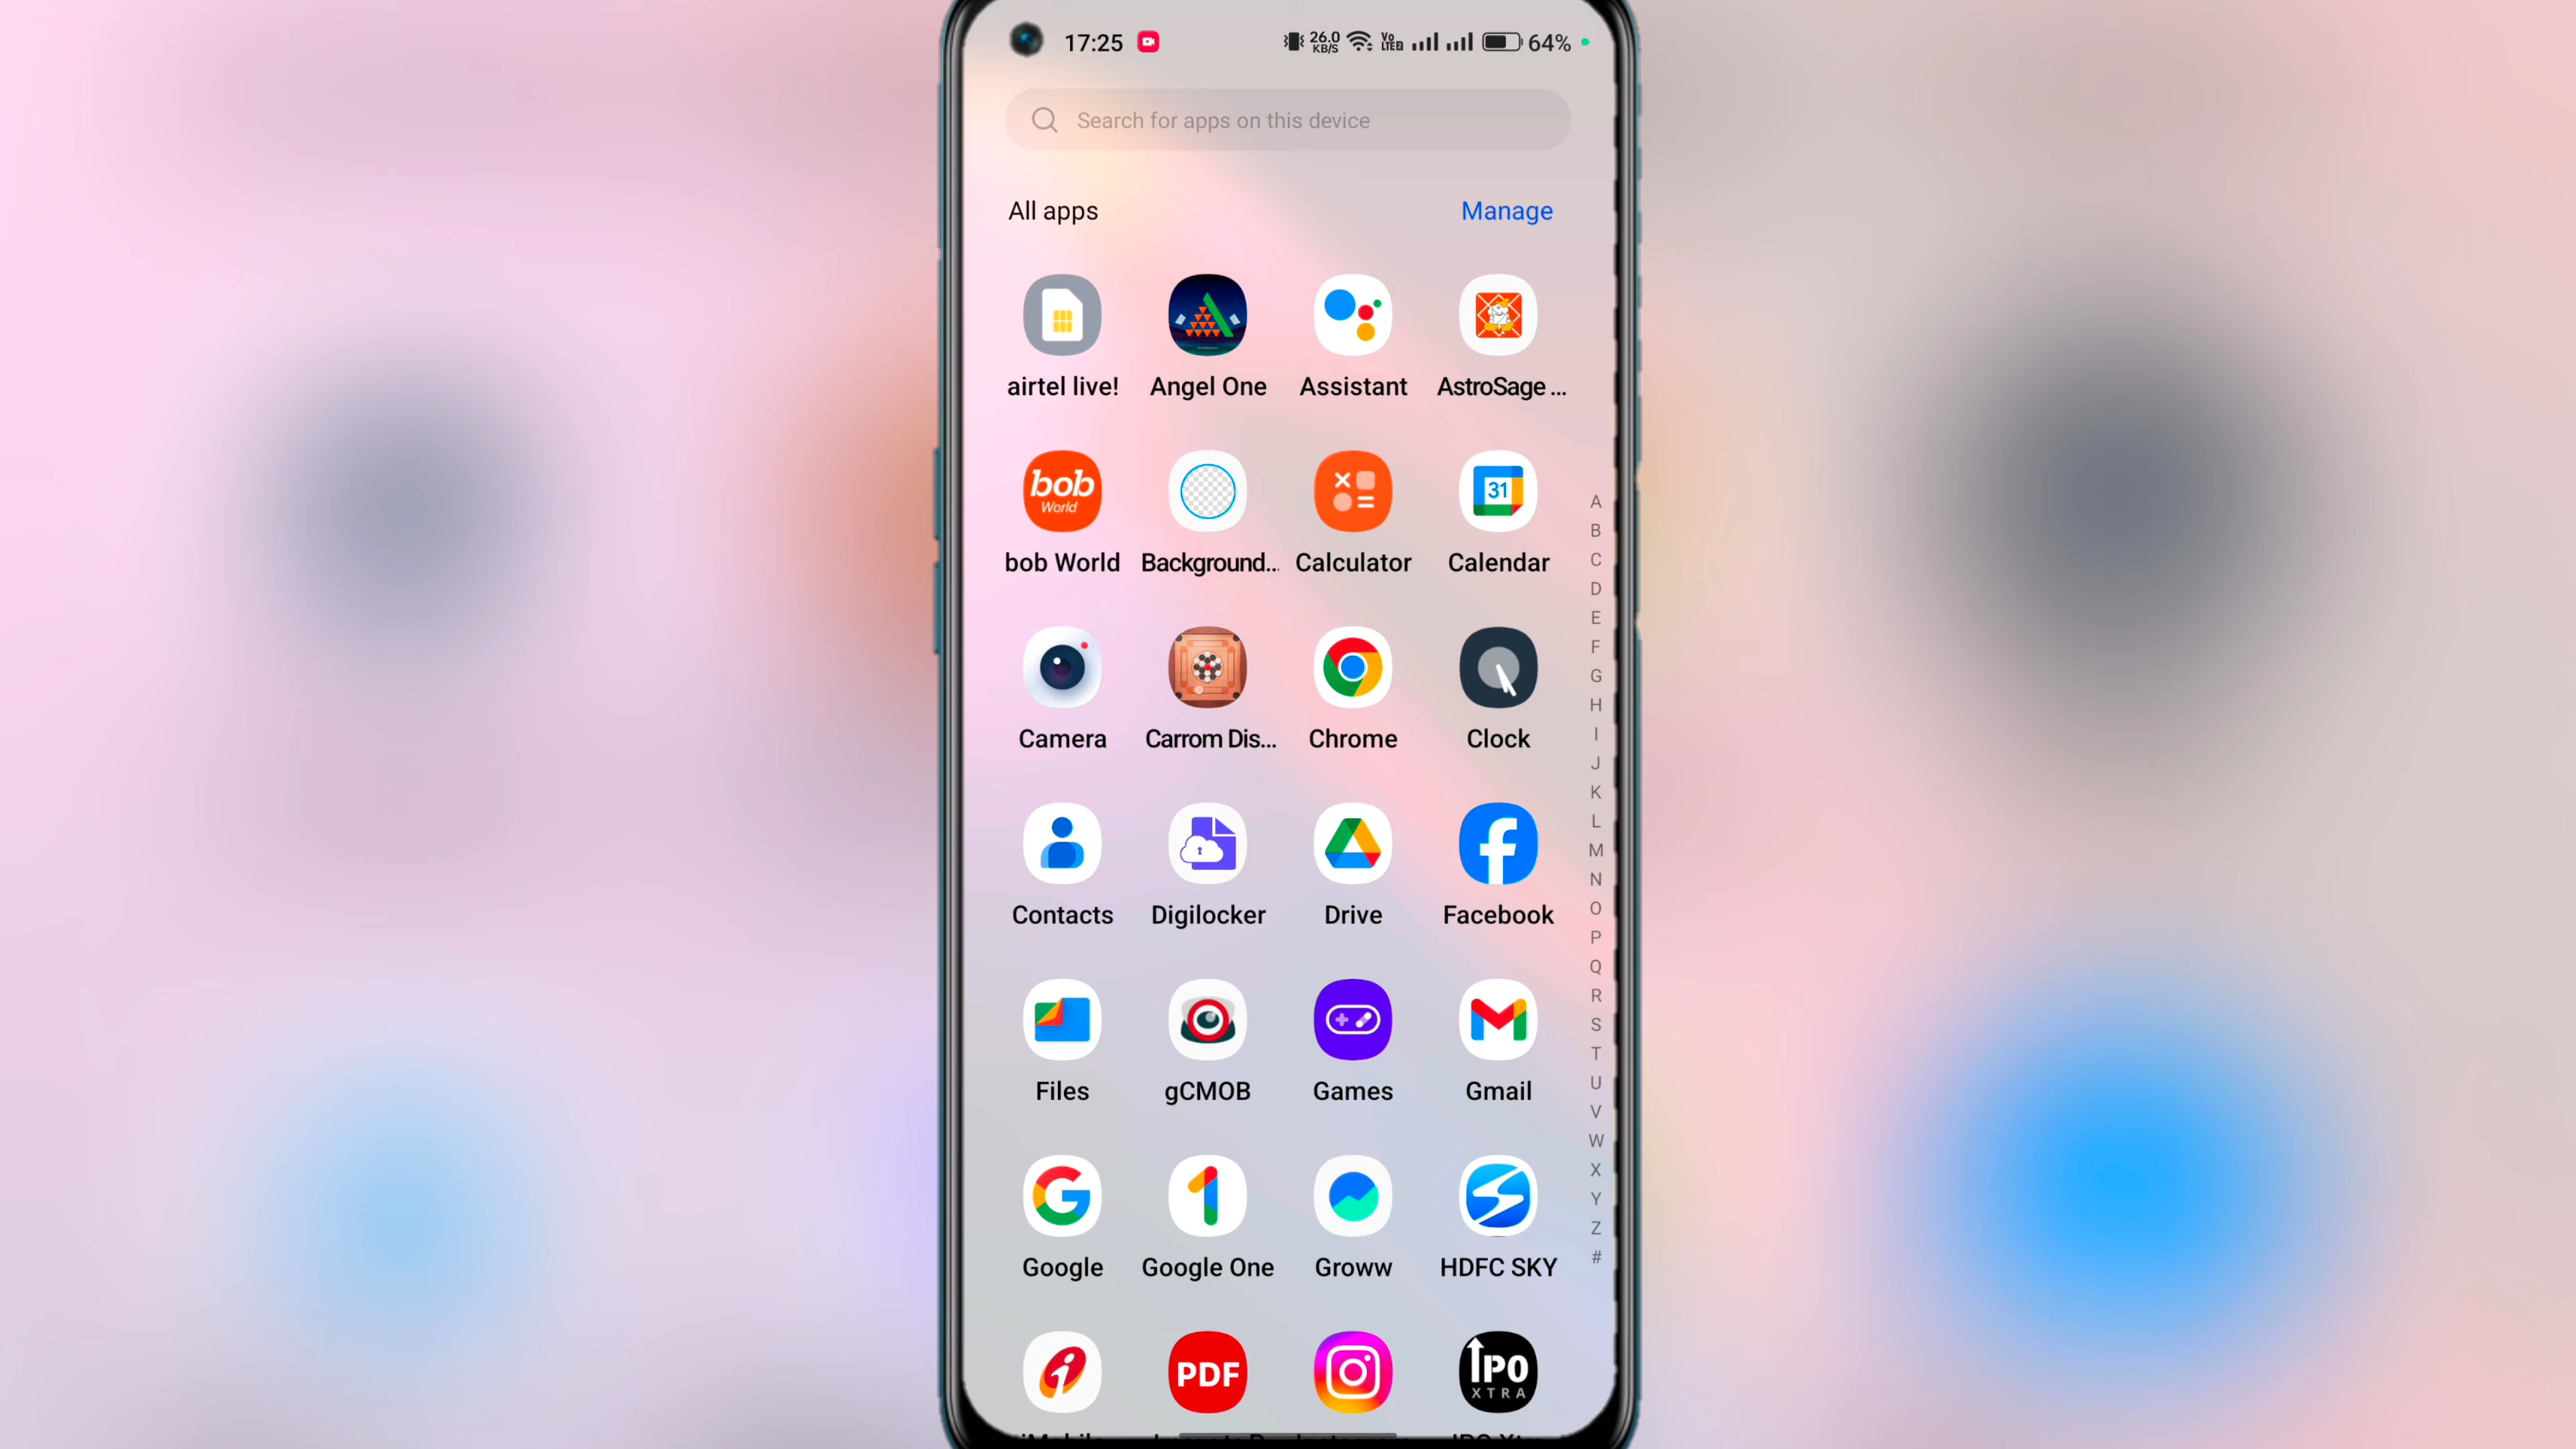 17:25 26.0 KB/S Vo LTE2 64%
Search for apps on this device
All apps Manage
airtel live! Angel One Assistant AstroSage ...
bob World 31
bob World Background... Calculator Calendar
Camera Carrom Dis... Chrome Clock
Contacts Digilocker Drive Facebook
Files gCMOB Games Gmail
Google Google One Groww HDFC SKY
PDF IPO XTRA
A
B
C
D
E
F
G
H
I
J
K
L
M
N
O
P
Q
R
S
T
U
V
W
X
Y
Z
#